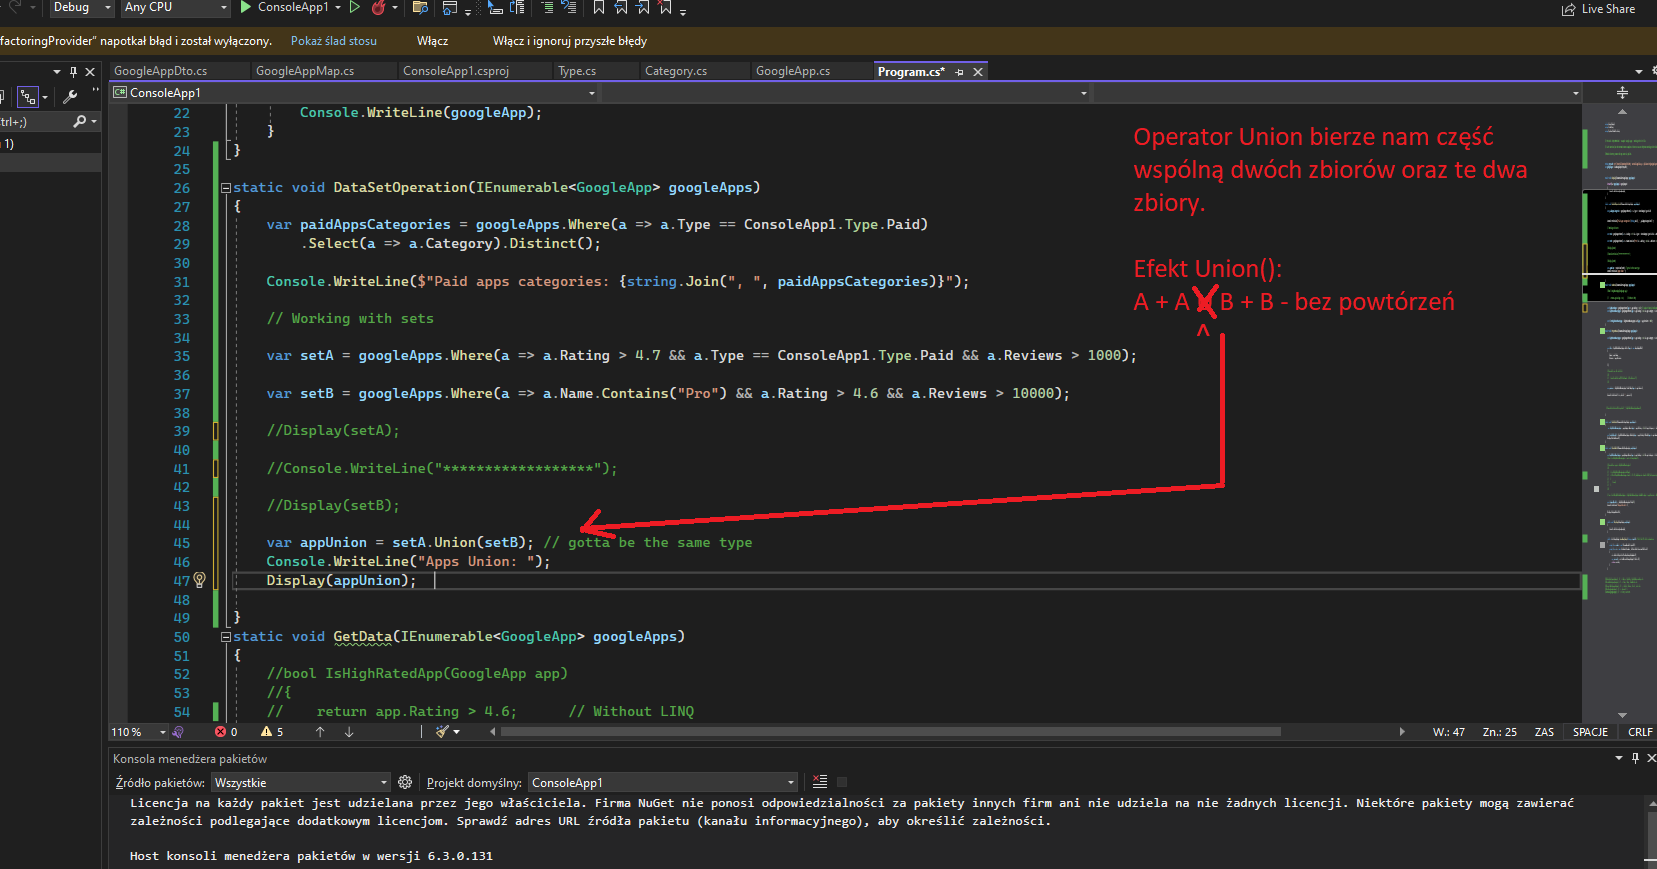 Debug
Any CPU
ConsoleApp1
Live Share
factoringProvider" napotkał błąd i został wyłączony.
Pokaż ślad stosu
Włącz
Włącz i ignoruj przyszłe błędy
GoogleAppDto.cs
GoogleAppMap.cs
ConsoleApp1.csproj
Type.cs
Category.cs
GoogleApp.cs
Program.cs*
C# ConsoleApp1
trl+;)
1)
22 Console.WriteLine(googleApp);
23 }
24 }
25
26 static void DataSetOperation(IEnumerable<GoogleApp> googleApps)
27 {
28 var paidAppsCategories = googleApps.Where(a => a.Type == ConsoleApp1.Type.Paid)
29 .Select(a => a.Category).Distinct();
30
31 Console.WriteLine($"Paid apps categories: {string.Join(", ", paidAppsCategories)}");
32
33 // Working with sets
34
35 var setA = googleApps.Where(a => a.Rating > 4.7 && a.Type == ConsoleApp1.Type.Paid && a.Reviews > 1000);
36
37 var setB = googleApps.Where(a => a.Name.Contains("Pro") && a.Rating > 4.6 && a.Reviews > 10000);
38
39 //Display(setA);
40
41 //Console.WriteLine("******************");
42
43 //Display(setB);
44
45 var appUnion = setA.Union(setB); // gotta be the same type
46 Console.WriteLine("Apps Union: ");
47 Display(appUnion);
48
49 }
50 static void GetData(IEnumerable<GoogleApp> googleApps)
51 {
52 //bool IsHighRatedApp(GoogleApp app)
53 //{
54 // return app.Rating > 4.6; // Without LINQ
Operator Union bierze nam część
wspólną dwóch zbiorów oraz te dwa
zbiory.
Efekt Union():
A + A B + B - bez powtórzeń
^
110 %
0
5
W.: 47
Zn.: 25
ZAS
SPACJE
CRLF
Konsola menedżera pakietów
Źródło pakietów: Wszystkie
Projekt domyślny: ConsoleApp1
Licencja na każdy pakiet jest udzielana przez jego właściciela. Firma NuGet nie ponosi odpowiedzialności za pakiety innych firm ani nie udziela na nie żadnych licencji. Niektóre pakiety mogą zawierać
zależności podlegające dodatkowym licencjom. Sprawdź adres URL źródła pakietu (kanału informacyjnego), aby określić zależności.
Host konsoli menedżera pakietów w wersji 6.3.0.131